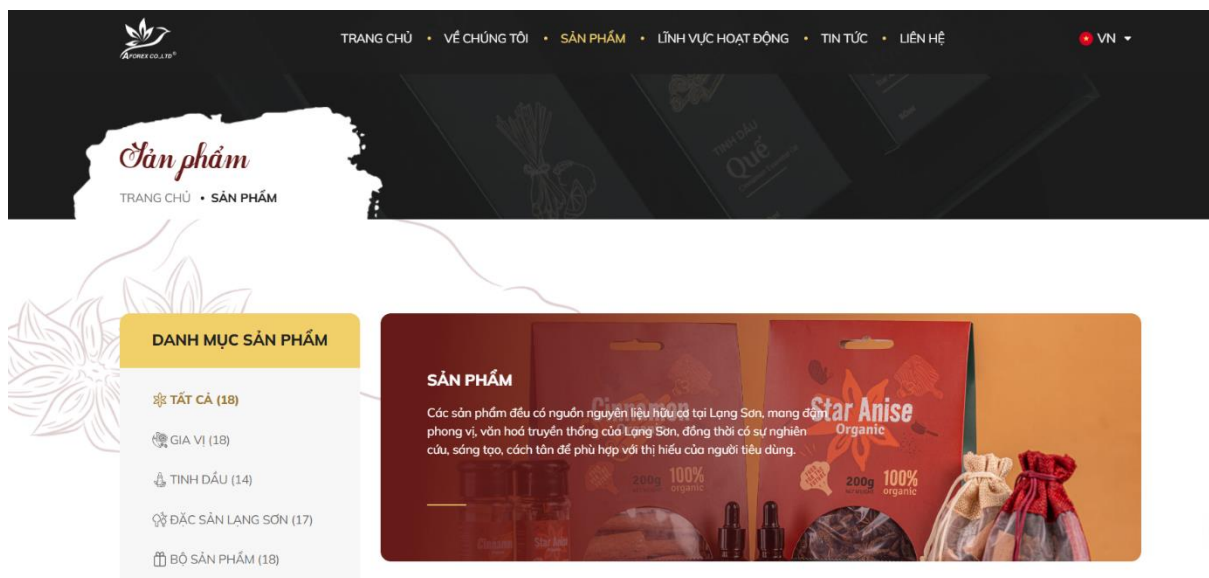 AFOREX CO.,LTD®
TRANG CHỦ • VỀ CHÚNG TÔI • SẢN PHẨM • LĨNH VỰC HOẠT ĐỘNG • TIN TỨC • LIÊN HỆ
VN
TINH DẦU
Quế
Sản phẩm
TRANG CHỦ • SẢN PHẨM
DANH MỤC SẢN PHẨM
TẤT CẢ (18)
GIA VỊ (18)
TINH DẦU (14)
ĐẶC SẢN LẠNG SƠN (17)
BỘ SẢN PHẨM (18)
SẢN PHẨM
Các sản phẩm đều có nguồn nguyên liệu hữu cơ tại Lạng Sơn, mang đậm
phong vị, văn hoá truyền thống của Lạng Sơn, đồng thời có sự nghiên
cứu, sáng tạo, cách tân để phù hợp với thị hiếu của người tiêu dùng.
Cinnamon
200g 100%
organic
Star Anise
Organic
200g 100%
organic